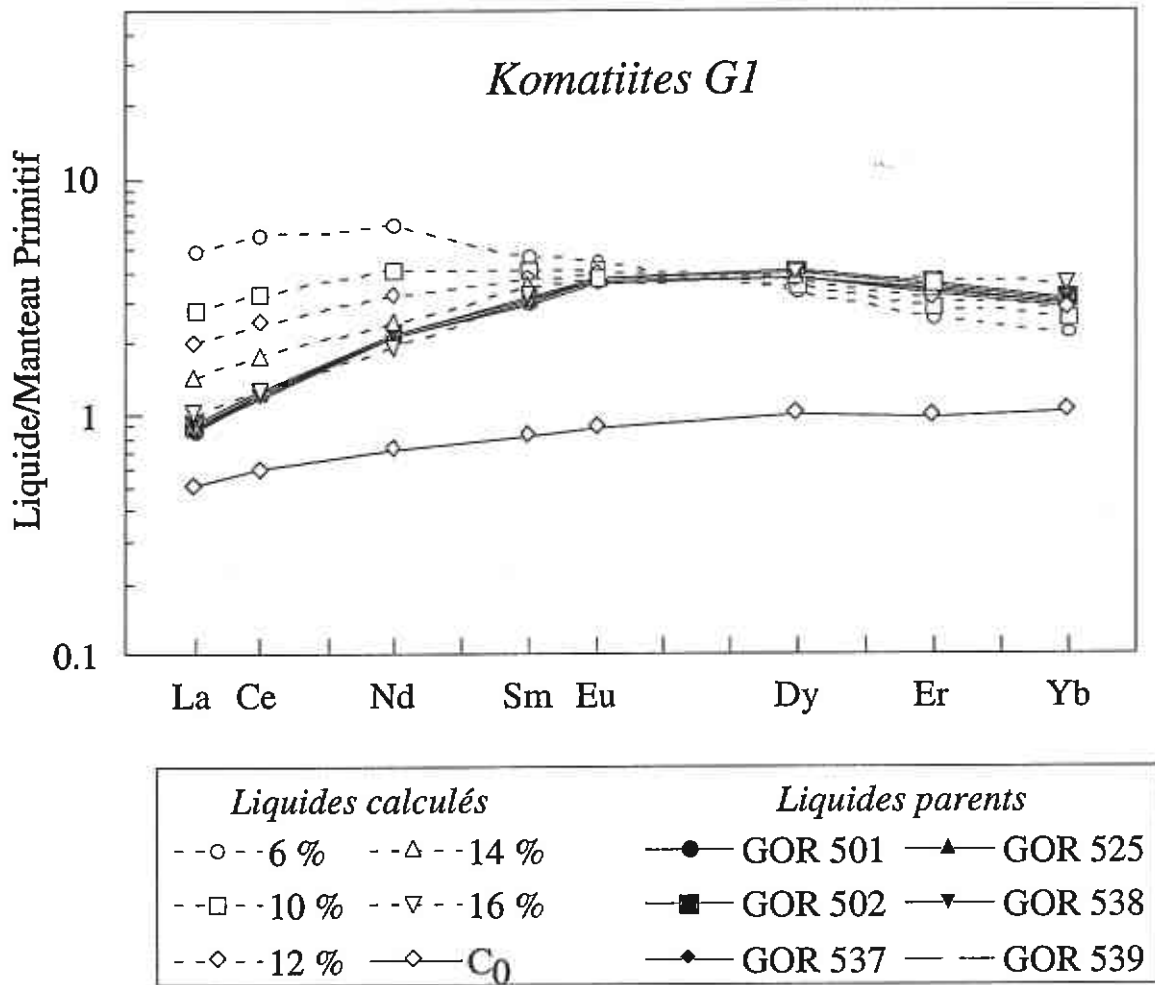 Komatiites G1
Liquide/Manteau Primitif
10
1
0.1
La Ce Nd Sm Eu Dy Er Yb
Liquides calculés Liquides parents
6 % 14 % GOR 501 GOR 525
10 % 16 % GOR 502 GOR 538
12 % C0 GOR 537 GOR 539